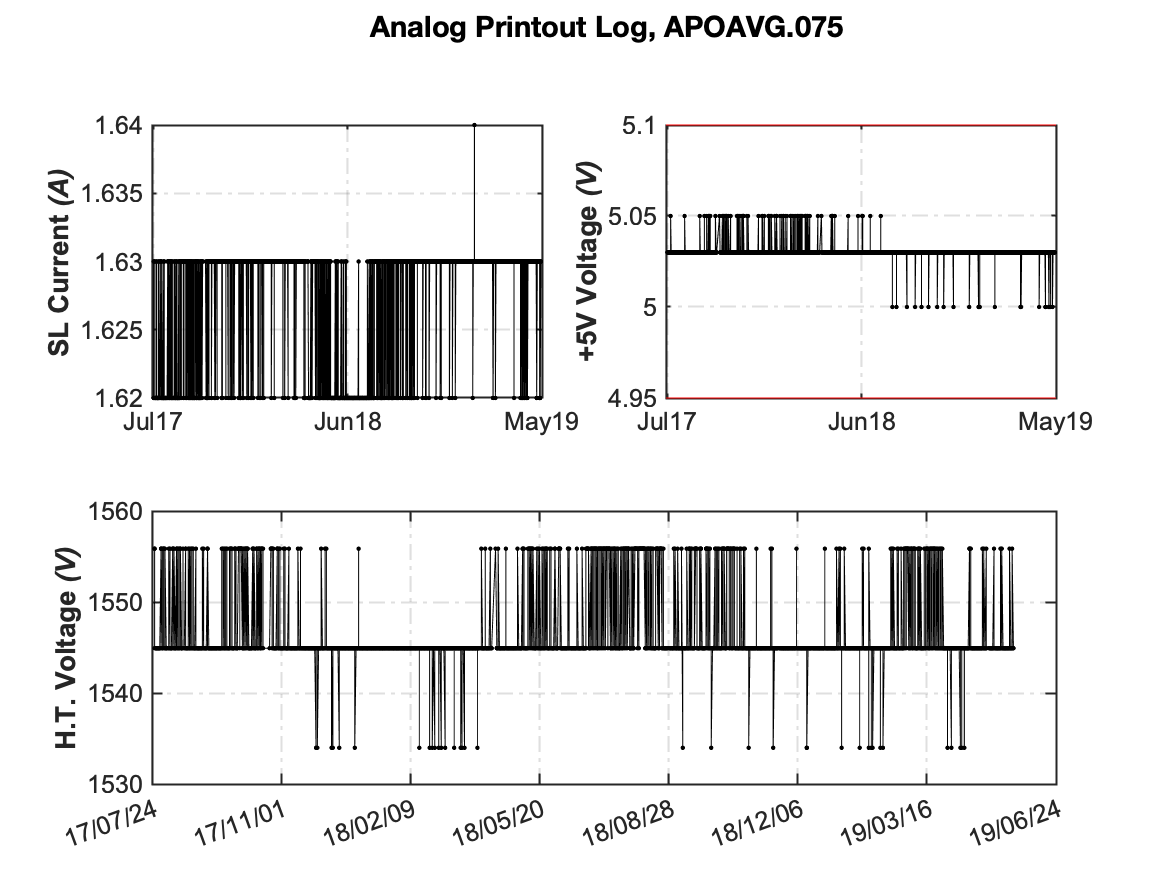 Analog Printout Log, APOAVG.075
SL Current (A)
1.64
1.635
1.63
1.625
1.62
Jul17 Jun18 May19
+5V Voltage (V)
5.1
5.05
5
4.95
Jul17 Jun18 May19
H.T. Voltage (V)
1560
1550
1540
1530
17/07/24 17/11/01 18/02/09 18/05/20 18/08/28 18/12/06 19/03/16 19/06/24